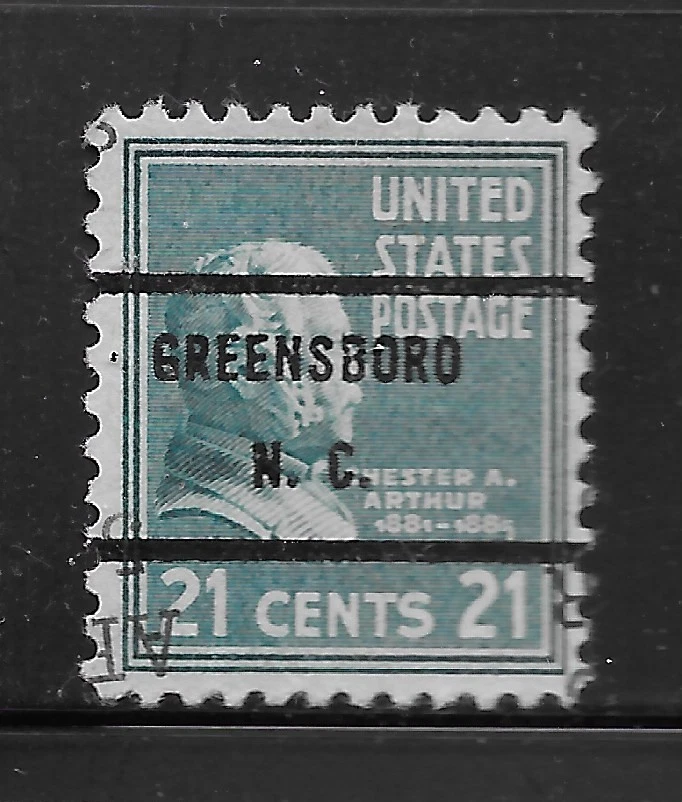 UNITED
STATES
POSTAGE
GREENSBORO
N. C.
HESTER A.
ARTHUR
1881-1885
21 CENTS 21